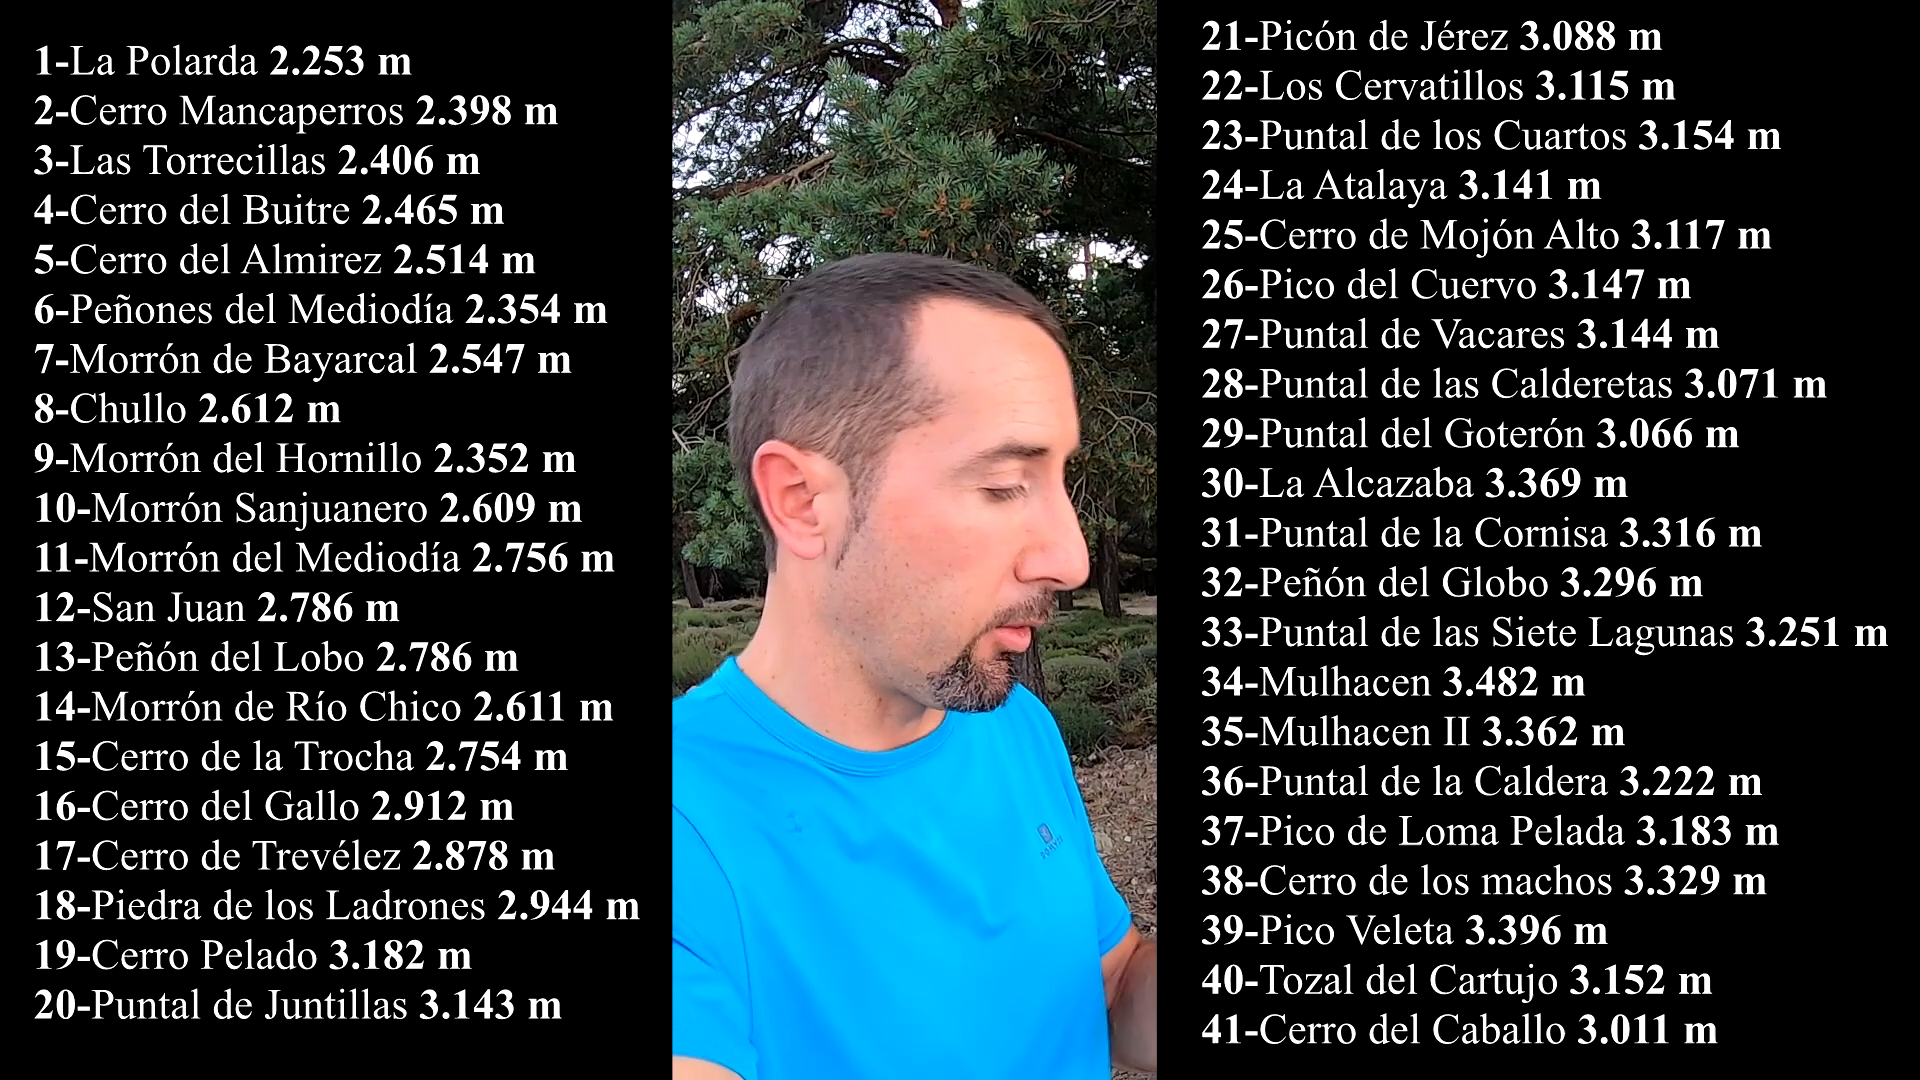 1-La Polarda 2.253 m
2-Cerro Mancaperros 2.398 m
3-Las Torrecillas 2.406 m
4-Cerro del Buitre 2.465 m
5-Cerro del Almirez 2.514 m
6-Peñones del Mediodía 2.354 m
7-Morrón de Bayarcal 2.547 m
8-Chullo 2.612 m
9-Morrón del Hornillo 2.352 m
10-Morrón Sanjuanero 2.609 m
11-Morrón del Mediodía 2.756 m
12-San Juan 2.786 m
13-Peñón del Lobo 2.786 m
14-Morrón de Río Chico 2.611 m
15-Cerro de la Trocha 2.754 m
16-Cerro del Gallo 2.912 m
17-Cerro de Trevélez 2.878 m
18-Piedra de los Ladrones 2.944 m
19-Cerro Pelado 3.182 m
20-Puntal de Juntillas 3.143 m
21-Picón de Jérez 3.088 m
22-Los Cervatillos 3.115 m
23-Puntal de los Cuartos 3.154 m
24-La Atalaya 3.141 m
25-Cerro de Mojón Alto 3.117 m
26-Pico del Cuervo 3.147 m
27-Puntal de Vacares 3.144 m
28-Puntal de las Calderetas 3.071 m
29-Puntal del Goterón 3.066 m
30-La Alcazaba 3.369 m
31-Puntal de la Cornisa 3.316 m
32-Peñón del Globo 3.296 m
33-Puntal de las Siete Lagunas 3.251 m
34-Mulhacen 3.482 m
35-Mulhacen II 3.362 m
36-Puntal de la Caldera 3.222 m
37-Pico de Loma Pelada 3.183 m
38-Cerro de los machos 3.329 m
39-Pico Veleta 3.396 m
40-Tozal del Cartujo 3.152 m
41-Cerro del Caballo 3.011 m